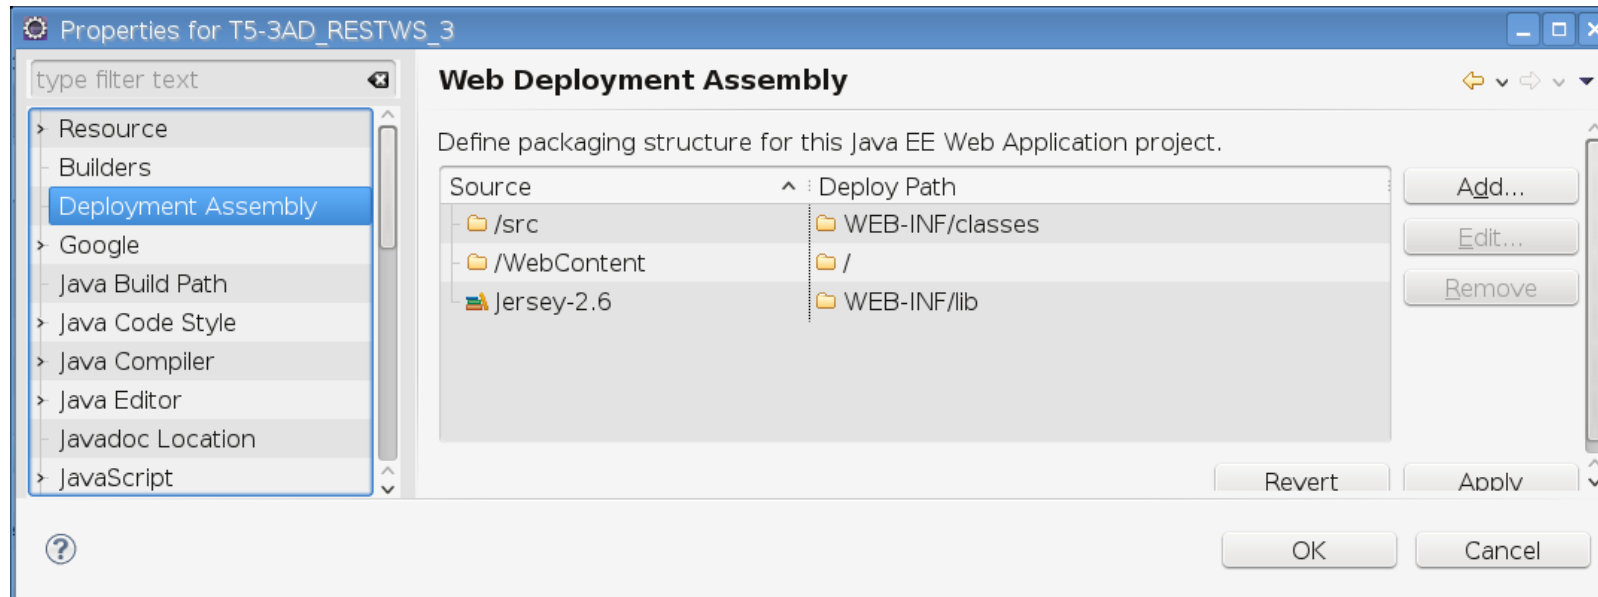 Properties for T5-3AD_RESTWS_3
type filter text
Web Deployment Assembly
Resource
Builders
Deployment Assembly
Google
Java Build Path
Java Code Style
Java Compiler
Java Editor
Javadoc Location
JavaScript
Define packaging structure for this Java EE Web Application project.
Source Deploy Path
/src WEB-INF/classes
/WebContent /
Jersey-2.6 WEB-INF/lib
Add...
Edit...
Remove
Revert Apply
? OK Cancel